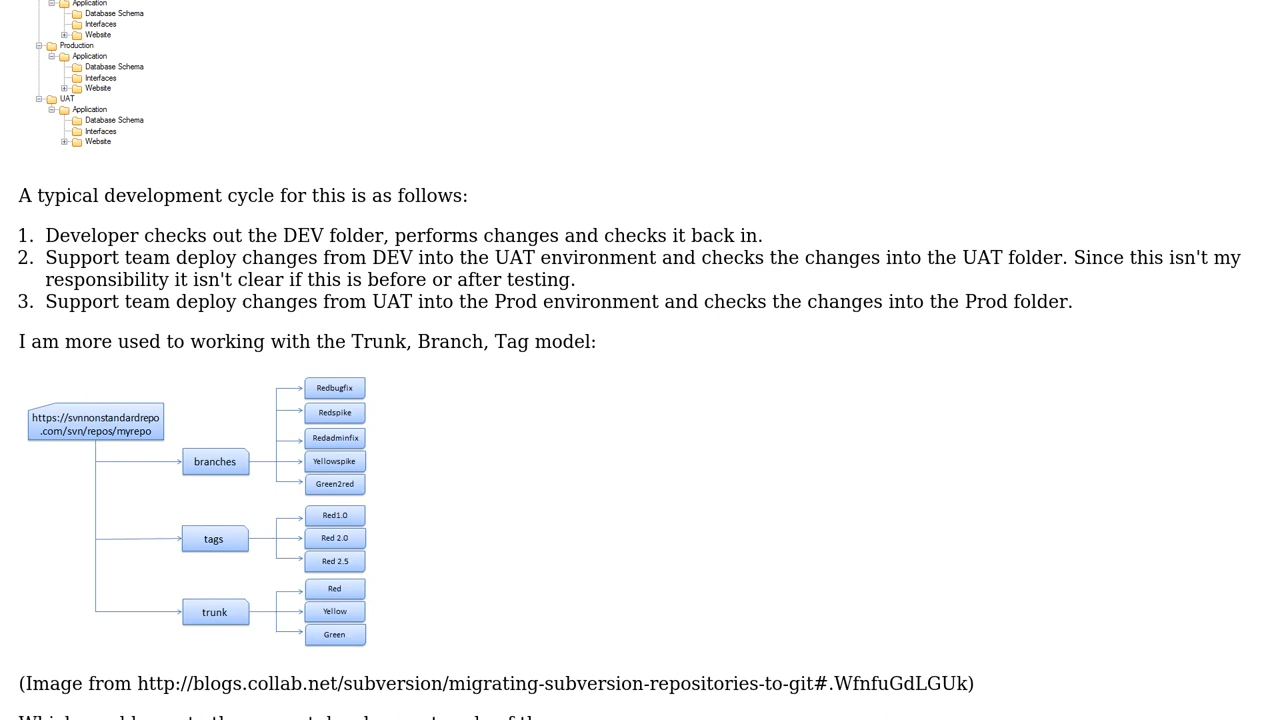 Application
Database Schema
Interfaces
Website
Production
Application
Database Schema
Interfaces
Website
UAT
Application
Database Schema
Interfaces
Website
A typical development cycle for this is as follows:
1. Developer checks out the DEV folder, performs changes and checks it back in.
2. Support team deploy changes from DEV into the UAT environment and checks the changes into the UAT folder. Since this isn't my
responsibility it isn't clear if this is before or after testing.
3. Support team deploy changes from UAT into the Prod environment and checks the changes into the Prod folder.
I am more used to working with the Trunk, Branch, Tag model:
https://svnnonstandardrepo
.com/svn/repos/myrepo
branches
Redbugfix
Redspike
Redadminfix
Yellowspike
Green2red
tags
Red1.0
Red 2.0
Red 2.5
trunk
Red
Yellow
Green
(Image from http://blogs.collab.net/subversion/migrating-subversion-repositories-to-git#.WfnfuGdLGUk)